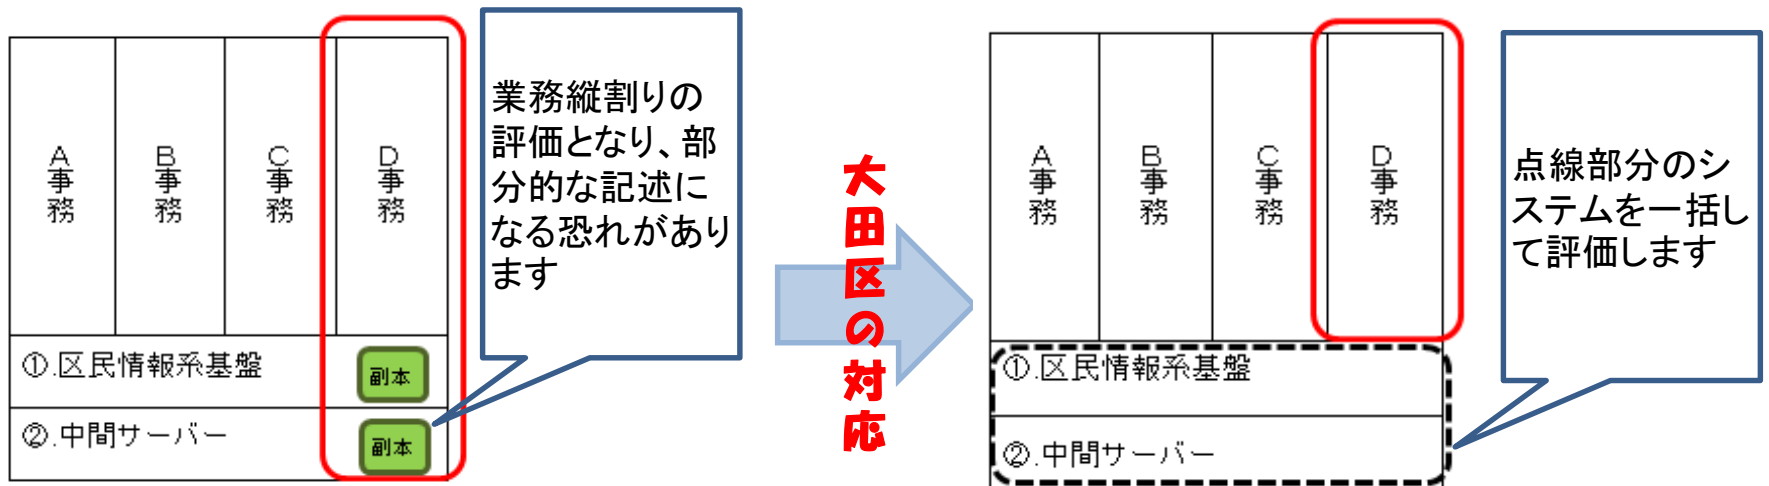 A事務
B事務
C事務
D事務
①.区民情報系基盤
副本
②.中間サーバー
副本
業務縦割りの
評価となり、部
分的な記述に
なる恐れがあり
ます
大田区の対応
A事務
B事務
C事務
D事務
①.区民情報系基盤
②.中間サーバー
点線部分のシ
ステムを一括し
て評価します